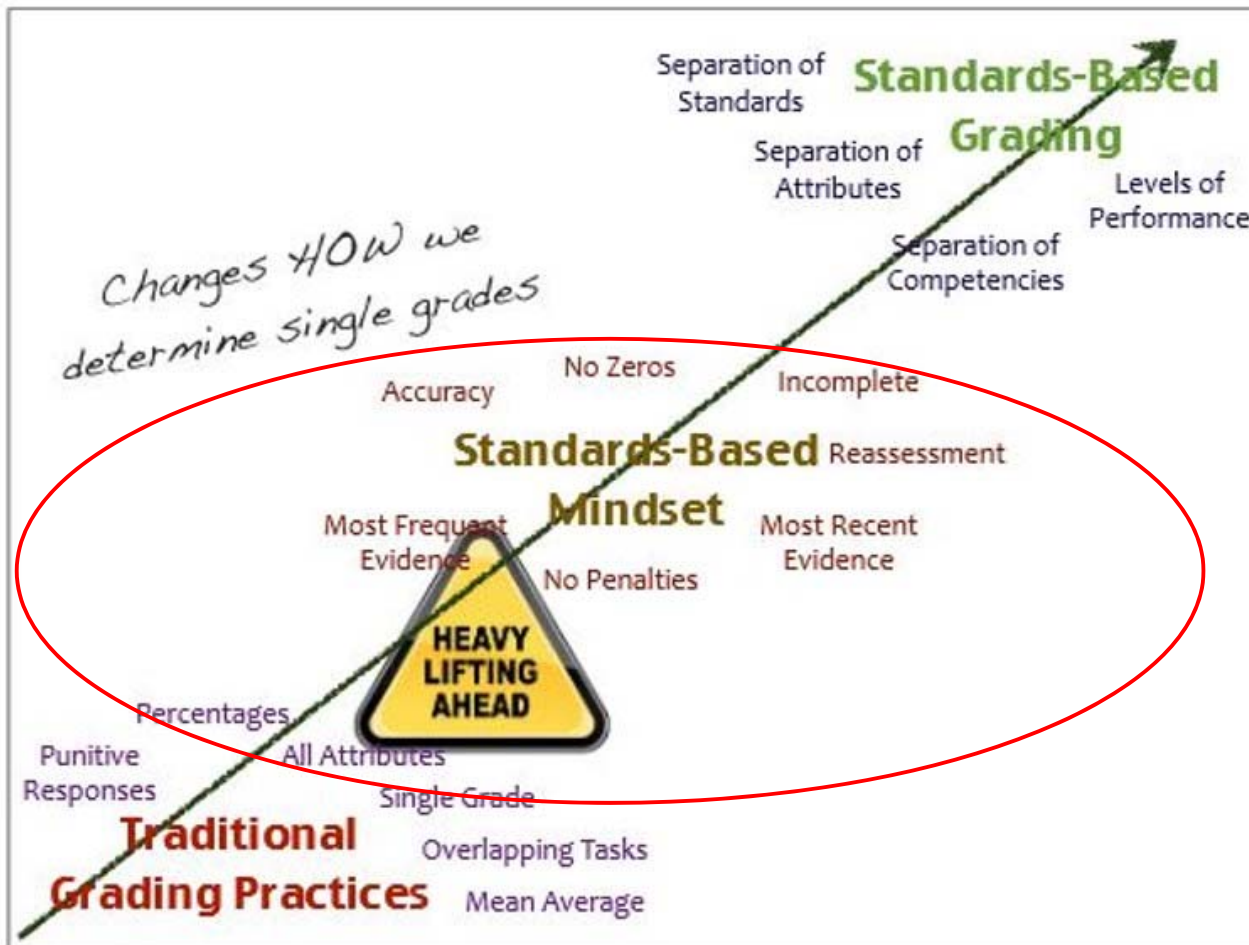 Separation of
Standards
Standards-Based
Grading
Separation of
Attributes
Levels of
Performance
Separation of
Competencies
Changes HOW we
determine single grades
No Zeros
Accuracy
Incomplete
Standards-Based
Mindset
Reassessment
Most Frequent
Evidence
Most Recent
Evidence
No Penalties
HEAVY
LIFTING
AHEAD
Percentages
Punitive
Responses
All Attributes
Single Grade
Traditional
Grading Practices
Overlapping Tasks
Mean Average